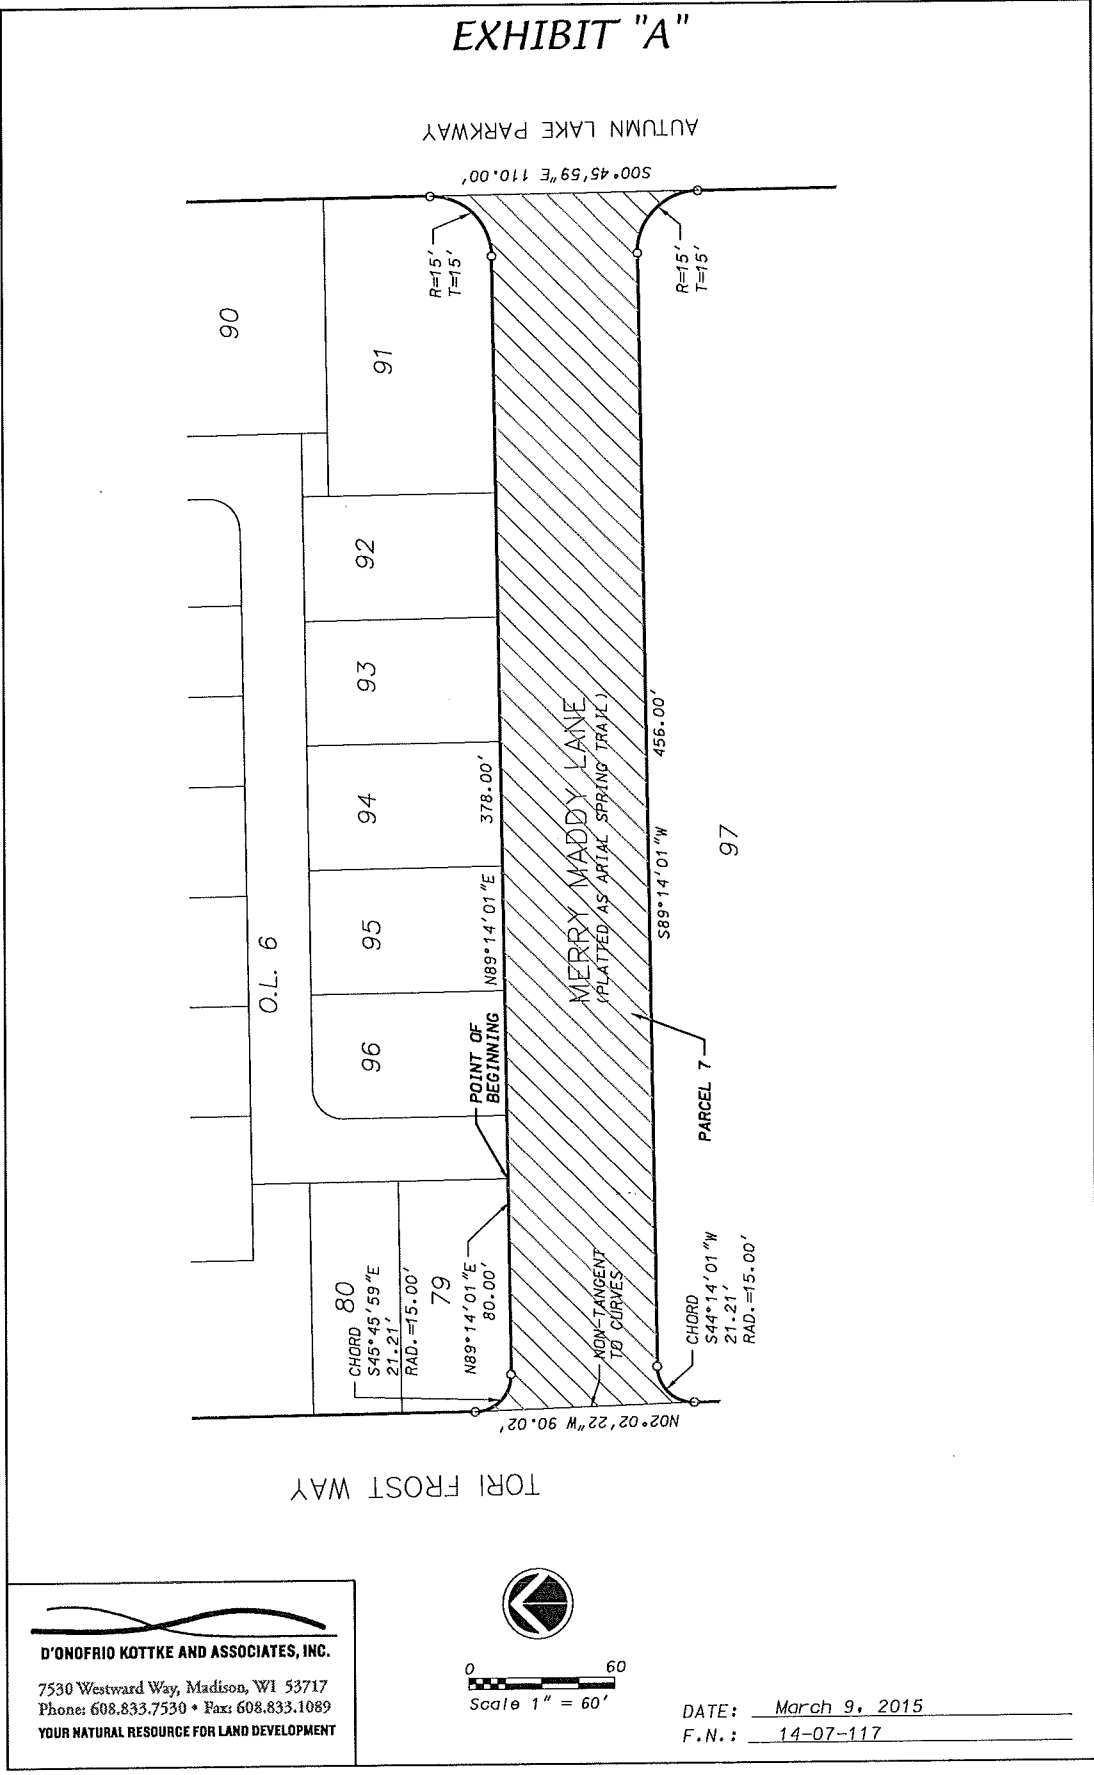 EXHIBIT "A"
AUTUMN LAKE PARKWAY
S00°45'59"E 110.00'
R=15'
T=15'
R=15'
T=15'
90
91
92
93
94
95
96
O.L. 6
378.00'
N89°14'01"E
MERRY MADDY LANE
(PLATTED AS ARIAL SPRING TRAIL)
456.00'
S89°14'01"W
97
POINT OF
BEGINNING
PARCEL 7
80
CHORD
S45°45'59"E
21.21'
RAD.=15.00'
79
N89°14'01"E
80.00'
NON-TANGENT
TO CURVES
CHORD
S44°14'01"W
21.21'
RAD.=15.00'
N02°02'22"W 90.02'
TORI FROST WAY
D'ONOFRIO KOTTKE AND ASSOCIATES, INC.
7530 Westward Way, Madison, WI 53717
Phone: 608.833.7530 • Fax: 608.833.1089
YOUR NATURAL RESOURCE FOR LAND DEVELOPMENT
0 60
Scale 1" = 60'
DATE: March 9, 2015
F.N.: 14-07-117